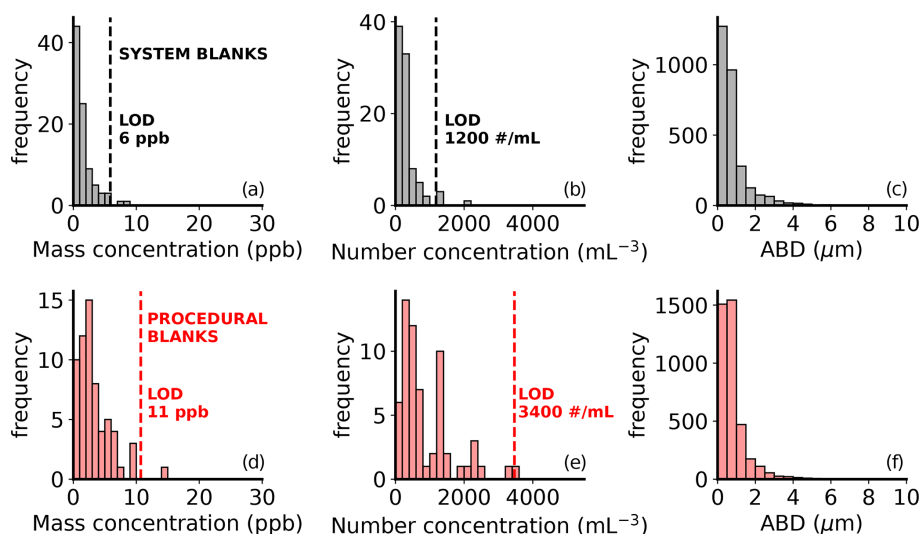 40
20
0
frequency
SYSTEM BLANKS
LOD
6 ppb
(a)
0 10 20 30
Mass concentration (ppb)
40
20
0
frequency
LOD
1200 #/mL
(b)
0 2000 4000
Number concentration (mL⁻³)
1000
500
0
frequency
(c)
0 2 4 6 8 10
ABD (μm)
15
10
5
0
frequency
PROCEDURAL
BLANKS
LOD
11 ppb
(d)
0 10 20 30
Mass concentration (ppb)
10
5
0
frequency
LOD
3400 #/mL
(e)
0 2000 4000
Number concentration (mL⁻³)
1500
1000
500
0
frequency
(f)
0 2 4 6 8 10
ABD (μm)